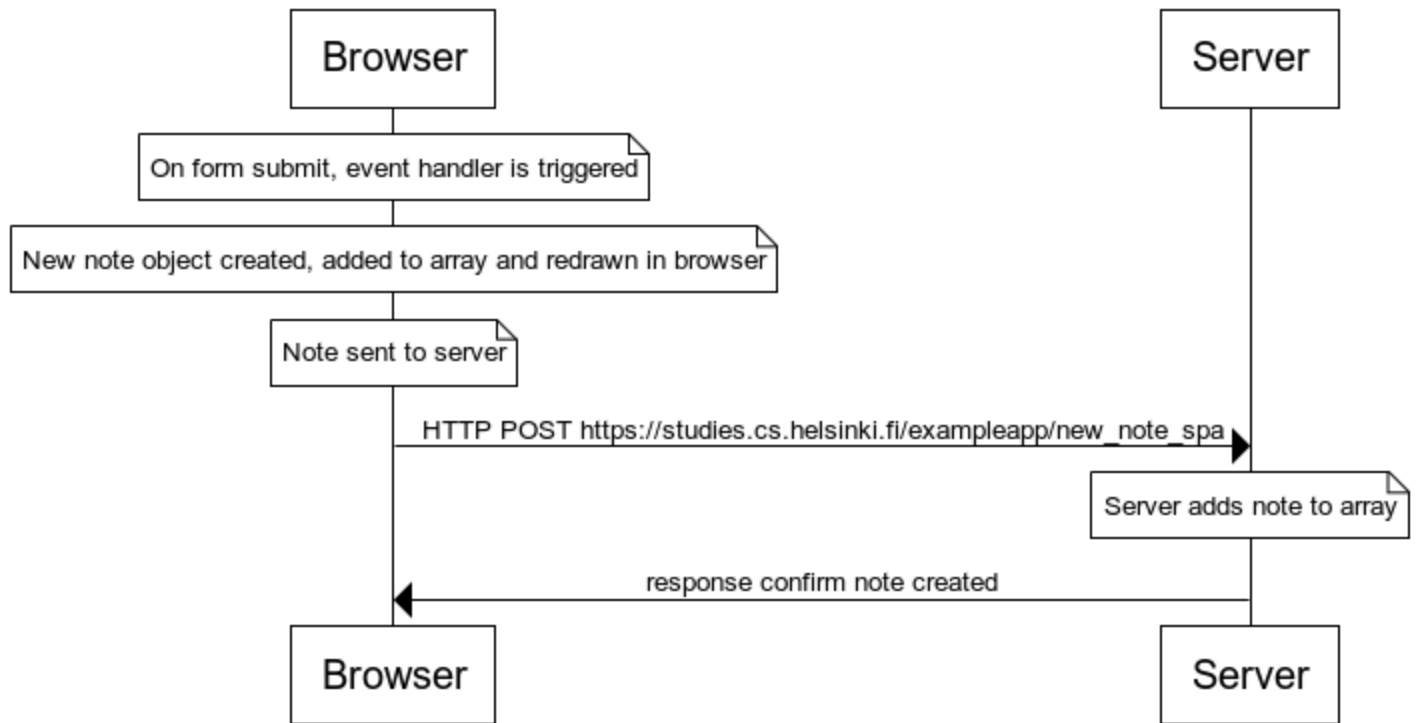 Browser
Server
On form submit, event handler is triggered
New note object created, added to array and redrawn in browser
Note sent to server
HTTP POST https://studies.cs.helsinki.fi/exampleapp/new_note_spa
Server adds note to array
response confirm note created
Browser
Server